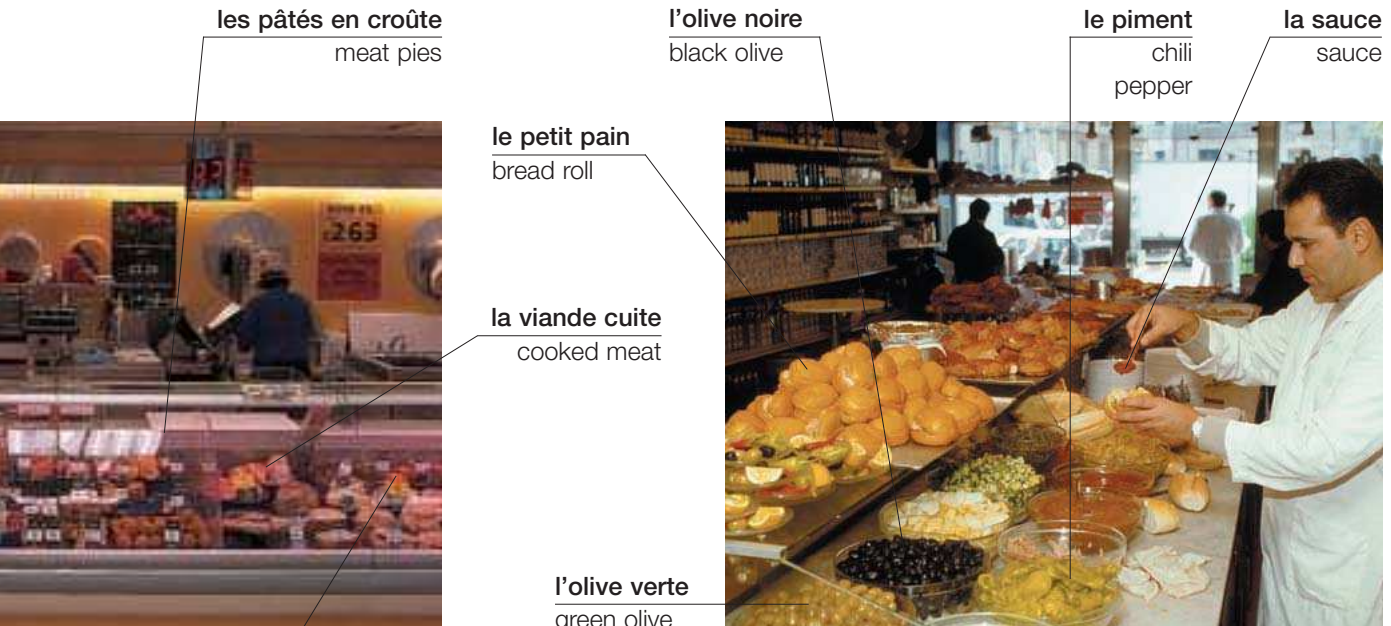 les pâtés en croûte
meat pies
l'olive noire
black olive
le piment
chili
pepper
la sauce
sauce
le petit pain
bread roll
la viande cuite
cooked meat
263
l'olive verte
green olive